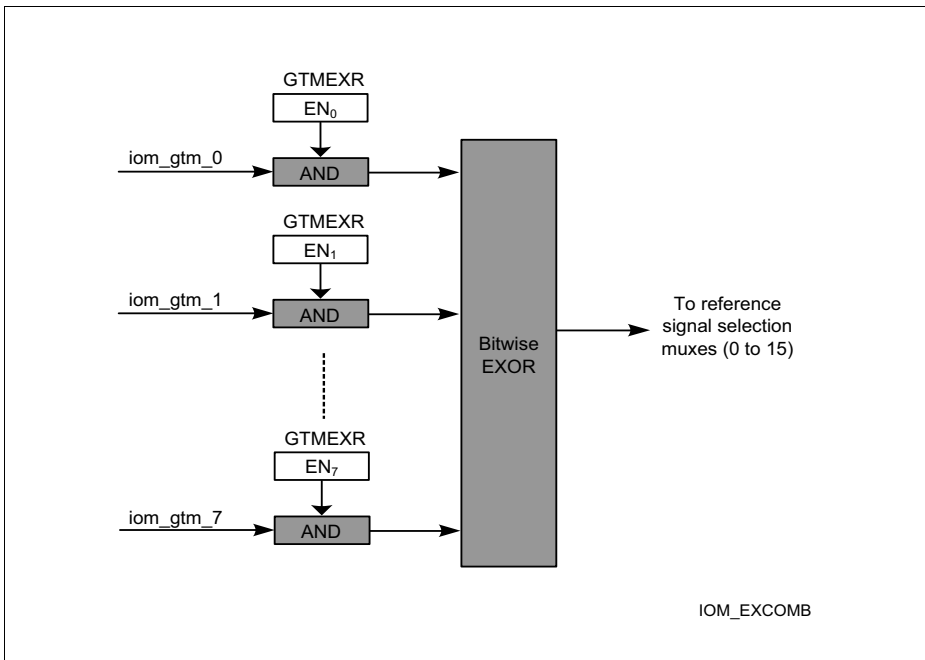 GTMEXR
EN₀
iom_gtm_0
AND
GTMEXR
EN₁
iom_gtm_1
AND
To reference
signal selection
muxes (0 to 15)
Bitwise
EXOR
GTMEXR
EN₇
iom_gtm_7
AND
IOM_EXCOMB